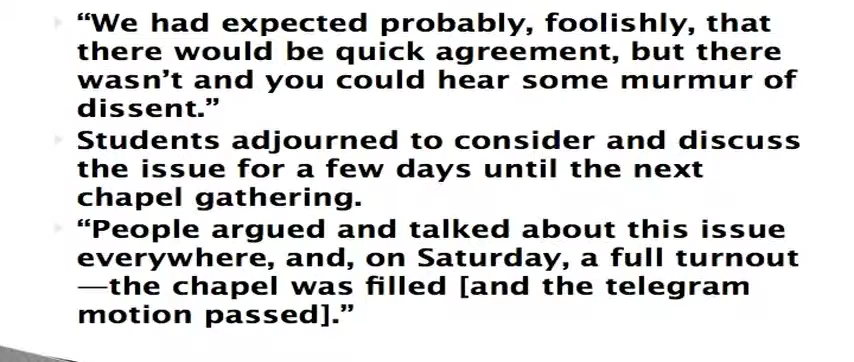 “We had expected probably, foolishly, that
there would be quick agreement, but there
wasn’t and you could hear some murmur of
dissent.”
Students adjourned to consider and discuss
the issue for a few days until the next
chapel gathering.
“People argued and talked about this issue
everywhere, and, on Saturday, a full turnout
—the chapel was filled [and the telegram
motion passed].”